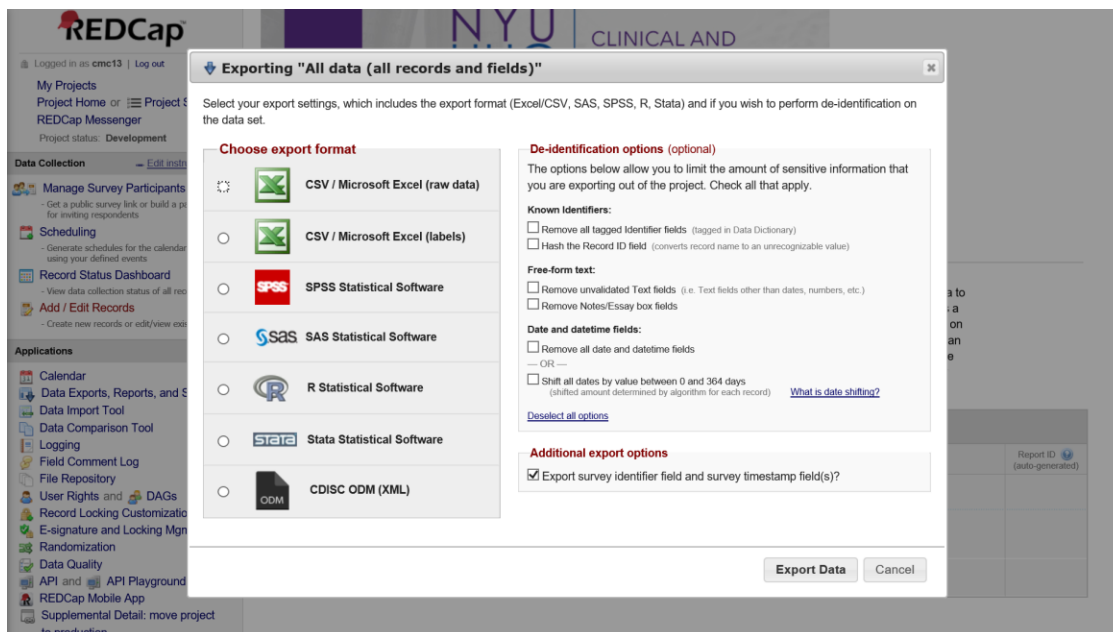 REDCap
NYU
CLINICAL AND
Logged in as cmc13 | Log out
My Projects
Project Home or Project S
REDCap Messenger
Project status: Development
Data Collection
Edit instr
Manage Survey Participants
- Get a public survey link or build a pa
for inviting respondents
Scheduling
- Generate schedules for the calendar
using your defined events
Record Status Dashboard
- View data collection status of all rec
Add / Edit Records
- Create new records or edit/view exis
Applications
Calendar
Data Exports, Reports, and S
Data Import Tool
Data Comparison Tool
Logging
Field Comment Log
File Repository
User Rights and DAGs
Record Locking Customizatio
E-signature and Locking Mgm
Randomization
Data Quality
API and API Playground
REDCap Mobile App
Supplemental Detail: move project
to production
Exporting "All data (all records and fields)"
Select your export settings, which includes the export format (Excel/CSV, SAS, SPSS, R, Stata) and if you wish to perform de-identification on
the data set.
Choose export format
CSV / Microsoft Excel (raw data)
CSV / Microsoft Excel (labels)
SPSS SPSS Statistical Software
sas SAS Statistical Software
R R Statistical Software
stata Stata Statistical Software
ODM CDISC ODM (XML)
De-identification options (optional)
The options below allow you to limit the amount of sensitive information that
you are exporting out of the project. Check all that apply.
Known Identifiers:
Remove all tagged Identifier fields (tagged in Data Dictionary)
Hash the Record ID field (converts record name to an unrecognizable value)
Free-form text:
Remove unvalidated Text fields (i.e. Text fields other than dates, numbers, etc.)
Remove Notes/Essay box fields
Date and datetime fields:
Remove all date and datetime fields
— OR —
Shift all dates by value between 0 and 364 days
(shifted amount determined by algorithm for each record) What is date shifting?
Deselect all options
Additional export options
Export survey identifier field and survey timestamp field(s)?
Export Data Cancel
a to
a
on
an
e
Report ID
(auto-generated)